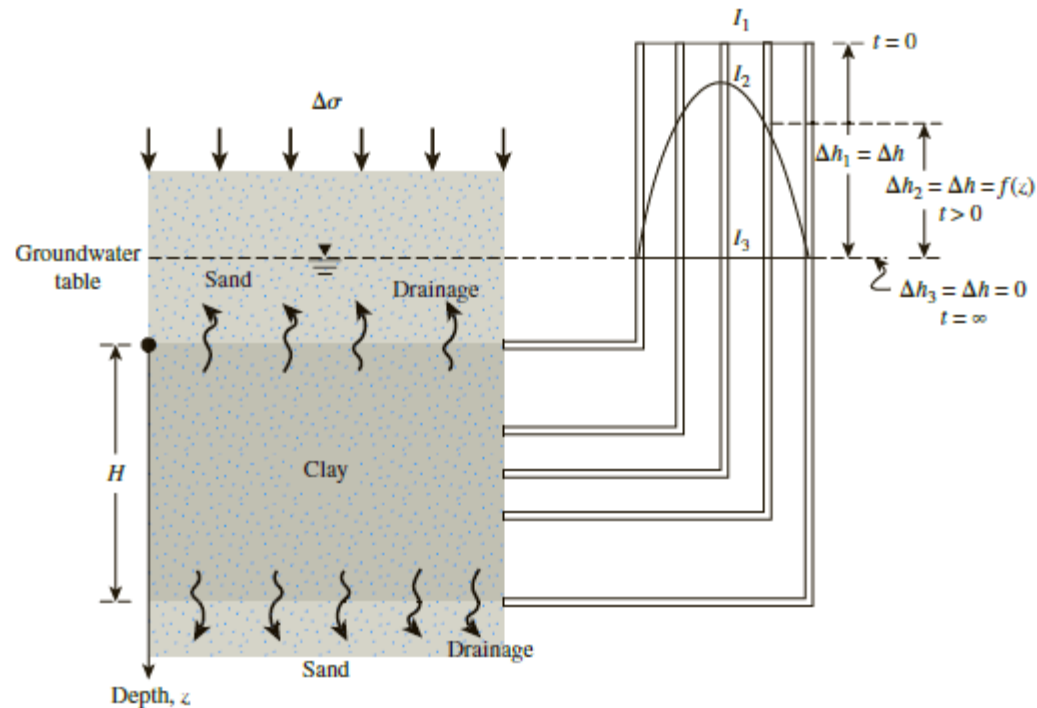 I₁
t = 0
I₂
Δσ
Δh₁ = Δh
Δh₂ = Δh = f(z)
t > 0
Groundwater
table
I₃
Sand
Drainage
Δh₃ = Δh = 0
t = ∞
H
Clay
Drainage
Sand
Depth, z